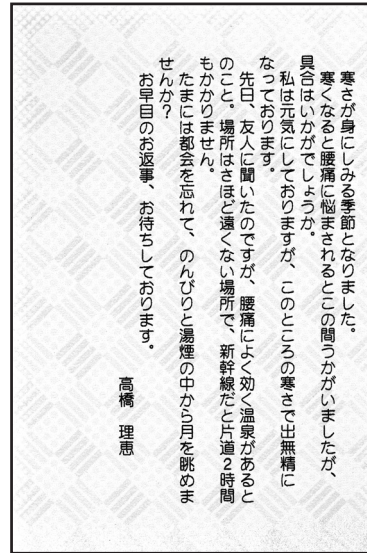 寒さが身にしみる季節となりました。
寒くなると腰痛に悩まされるとこの間うかがいましたが、
具合はいかがでしょうか。
私は元気にしておりますが、このところの寒さで出無精に
なっております。
先日、友人に聞いたのですが、腰痛によく効く温泉があると
のこと。場所はさほど遠くない場所で、新幹線だと片道2時間
もかかりません。
たまには都会を忘れて、のんびりと湯煙の中から月を眺めま
せんか？
お早目のお返事、お待ちしております。
高橋　理恵